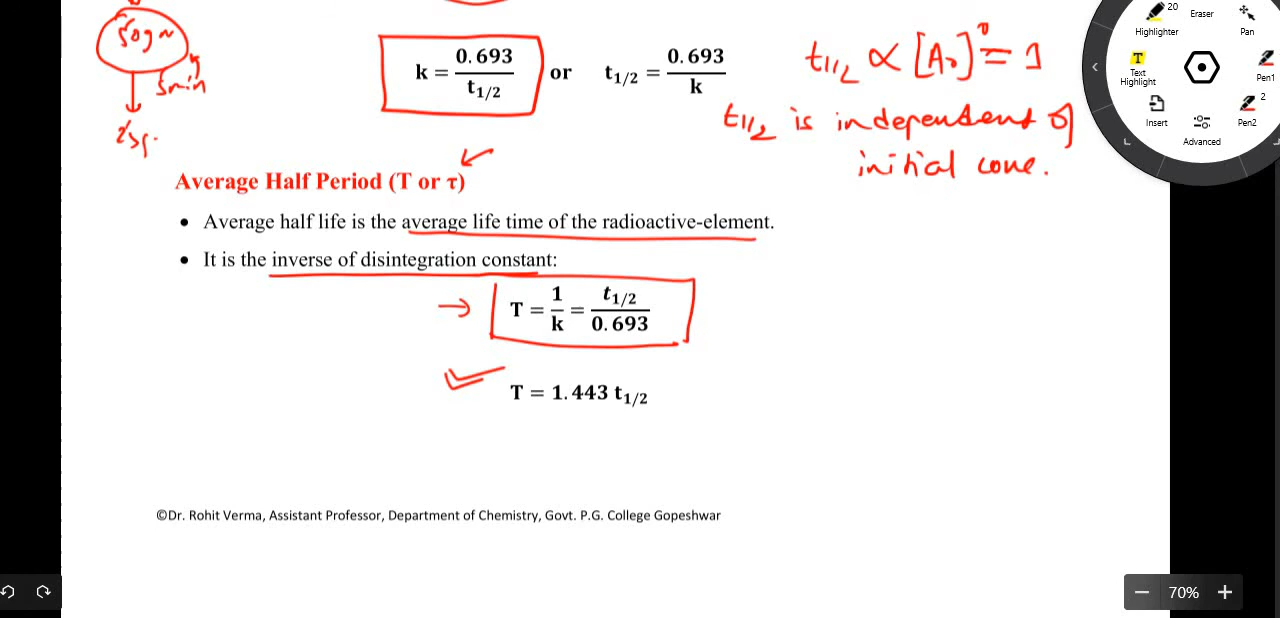 50gm
5min
25g.
k = 0.693 / t1/2 or t1/2 = 0.693 / k
t1/2 ∝ [A0]^0 = 1
t1/2 is independent of
initial conc.
Average Half Period (T or τ)
• Average half life is the average life time of the radioactive-element.
• It is the inverse of disintegration constant:
→ T = 1 / k = t1/2 / 0.693
T = 1.443 t1/2
©Dr. Rohit Verma, Assistant Professor, Department of Chemistry, Govt. P.G. College Gopeshwar
20
Highlighter
Eraser
Pan
Text
Highlight
Pen1
Insert
Advanced
2
Pen2
70%